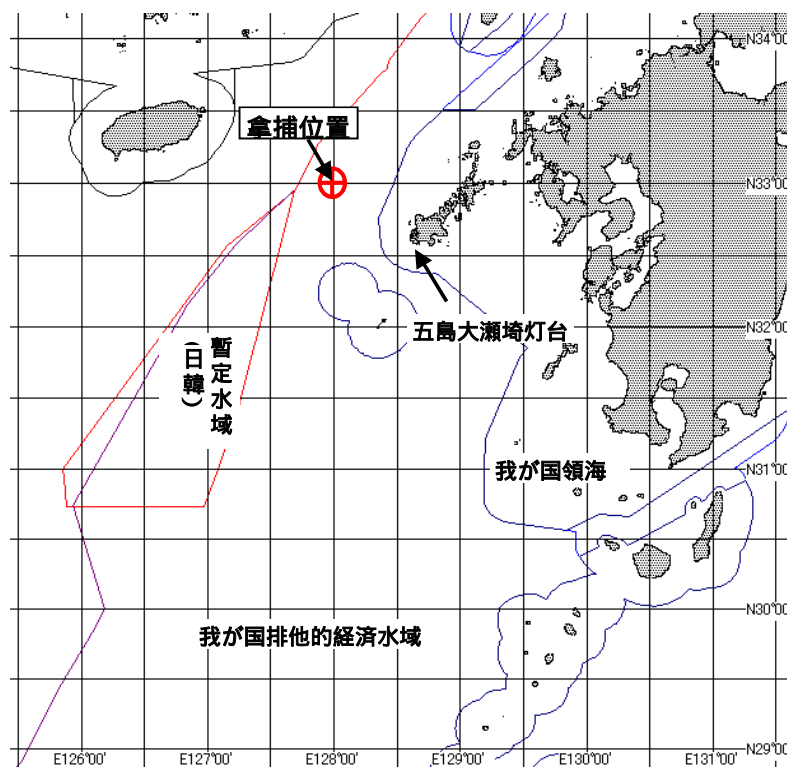 N34°00'
拿捕位置
N33°00'
五島大瀬埼灯台
N32°00'
暫定水域
(日韓)
我が国領海
N31°00'
N30°00'
我が国排他的経済水域
N29°00'
E126°00'
E127°00'
E128°00'
E129°00'
E130°00'
E131°00'